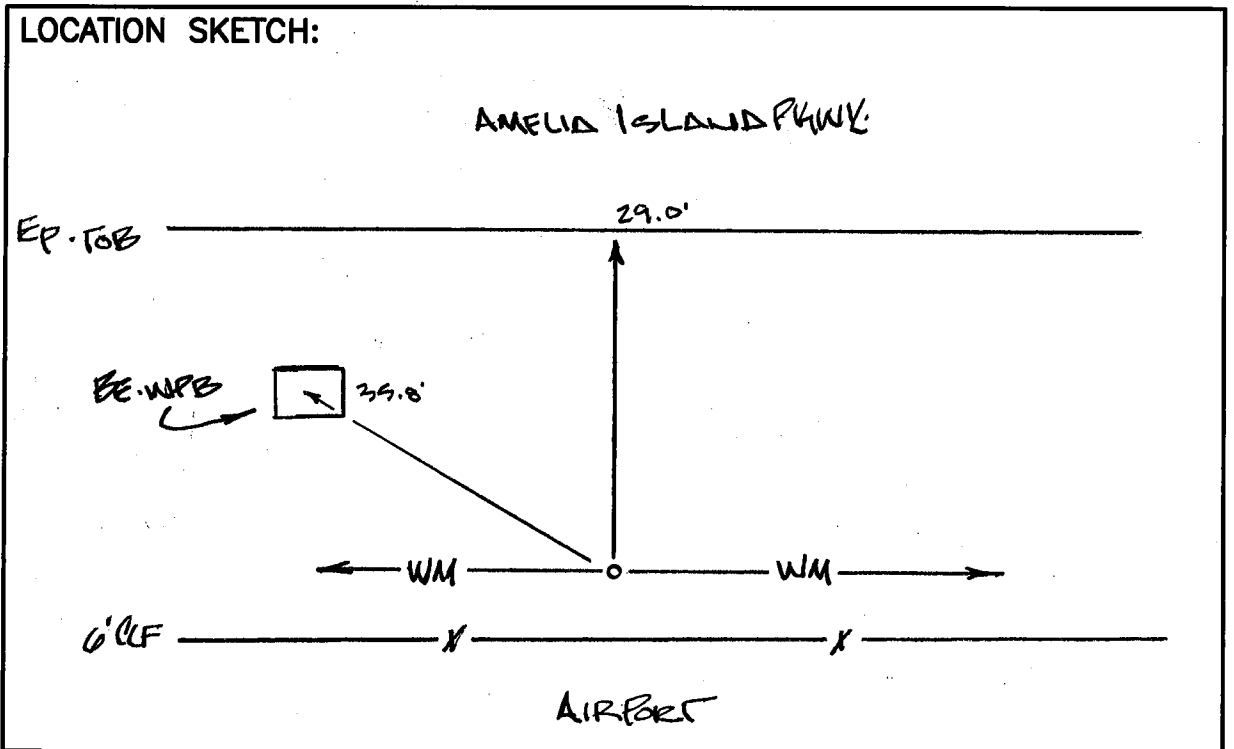 LOCATION SKETCH:
AMELIA ISLAND PKWY.
29.0'
EP. TOB
BE. WPB
35.8'
WM WM
6' CLF X X
AIRPORT